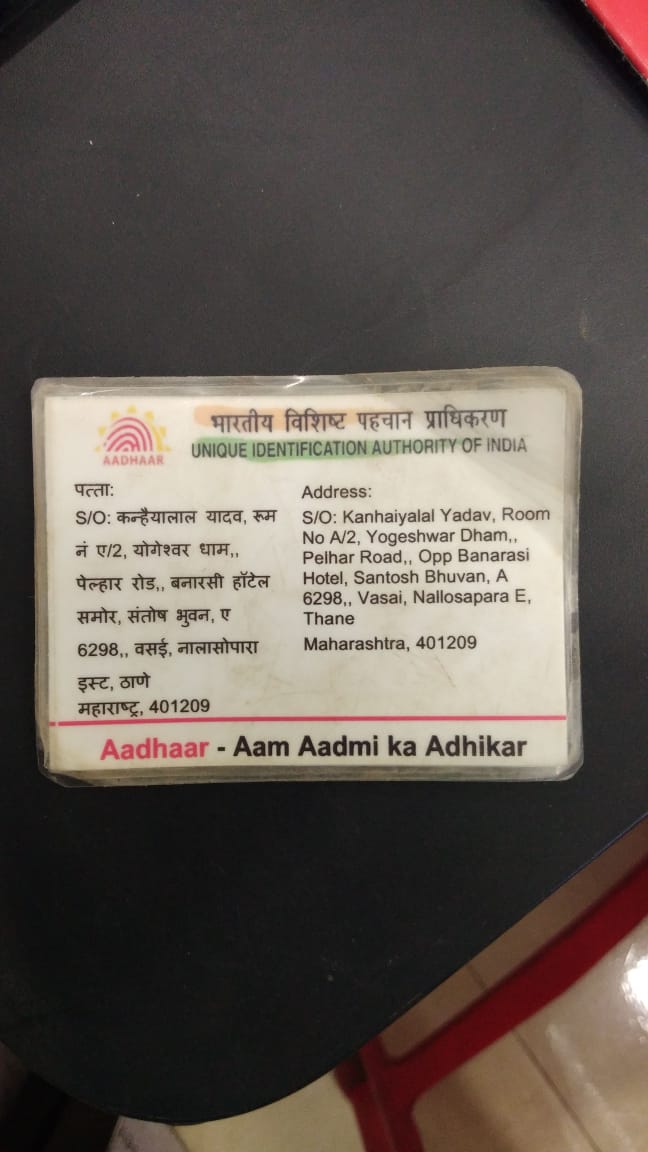 भारतीय विशिष्ट पहचान प्राधिकरण
UNIQUE IDENTIFICATION AUTHORITY OF INDIA
AADHAAR
पत्ता:
S/O: कन्हैयालाल यादव, रूम
नं ए/2, योगेश्वर धाम,,
पेल्हार रोड,, बनारसी हॉटेल
समोर, संतोष भुवन, ए
6298,, वसई, नालासोपारा
इस्ट, ठाणे
महाराष्ट्र, 401209
Address:
S/O: Kanhaiyalal Yadav, Room
No A/2, Yogeshwar Dham,,
Pelhar Road,, Opp Banarasi
Hotel, Santosh Bhuvan, A
6298,, Vasai, Nallosapara E,
Thane
Maharashtra, 401209
Aadhaar - Aam Aadmi ka Adhikar